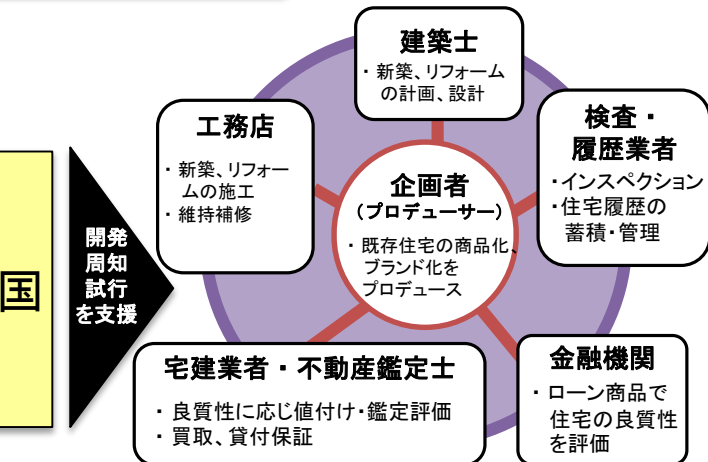 国
開発
周知
試行
を支援
建築士
・新築、リフォーム
の計画、設計
工務店
・新築、リフォー
ムの施工
・維持補修
検査・
履歴業者
・インスペクション
・住宅履歴の
蓄積・管理
企画者
（プロデューサー）
・既存住宅の商品化、
ブランド化を
プロデュース
宅建業者・不動産鑑定士
・良質性に応じ値付け・鑑定評価
・買取、貸付保証
金融機関
・ローン商品で
住宅の良質性
を評価